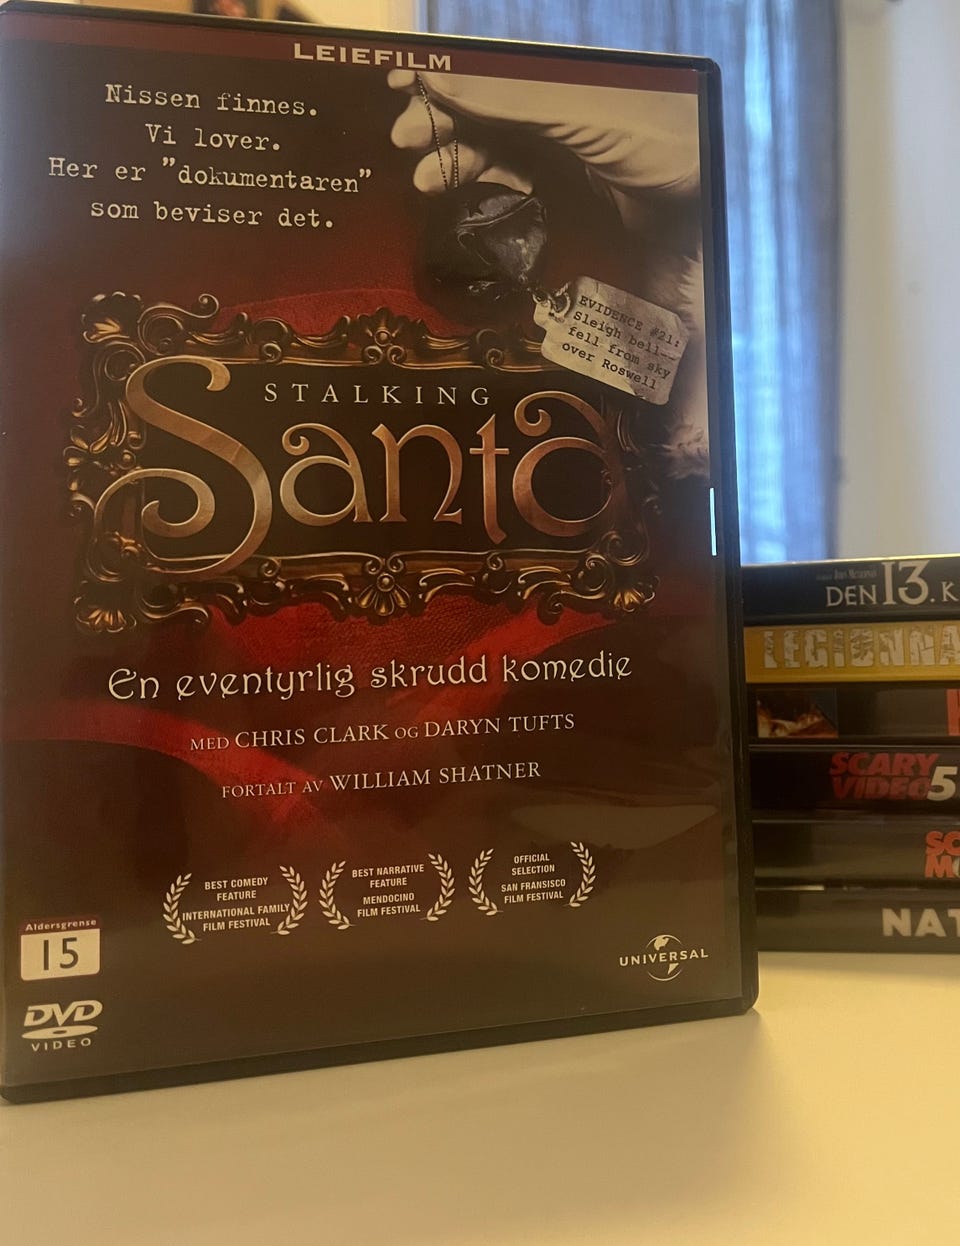 LEIEFILM
Nissen finnes.
Vi lover.
Her er "dokumentaren"
som beviser det.
EVIDENCE #21:
Sleigh bell—
fell from sky
over Roswell
STALKING
Santa
En eventyrlig skrudd komedie
MED CHRIS CLARK OG DARYN TUFTS
FORTALT AV WILLIAM SHATNER
BEST COMEDY
FEATURE
INTERNATIONAL FAMILY
FILM FESTIVAL
BEST NARRATIVE
FEATURE
MENDOCINO
FILM FESTIVAL
OFFICIAL
SELECTION
SAN FRANSISCO
FILM FESTIVAL
Aldersgrense
15
DVD
VIDEO
UNIVERSAL
DEN 13. K
LEGIONNA
SCARY
VIDEO 5
NAT